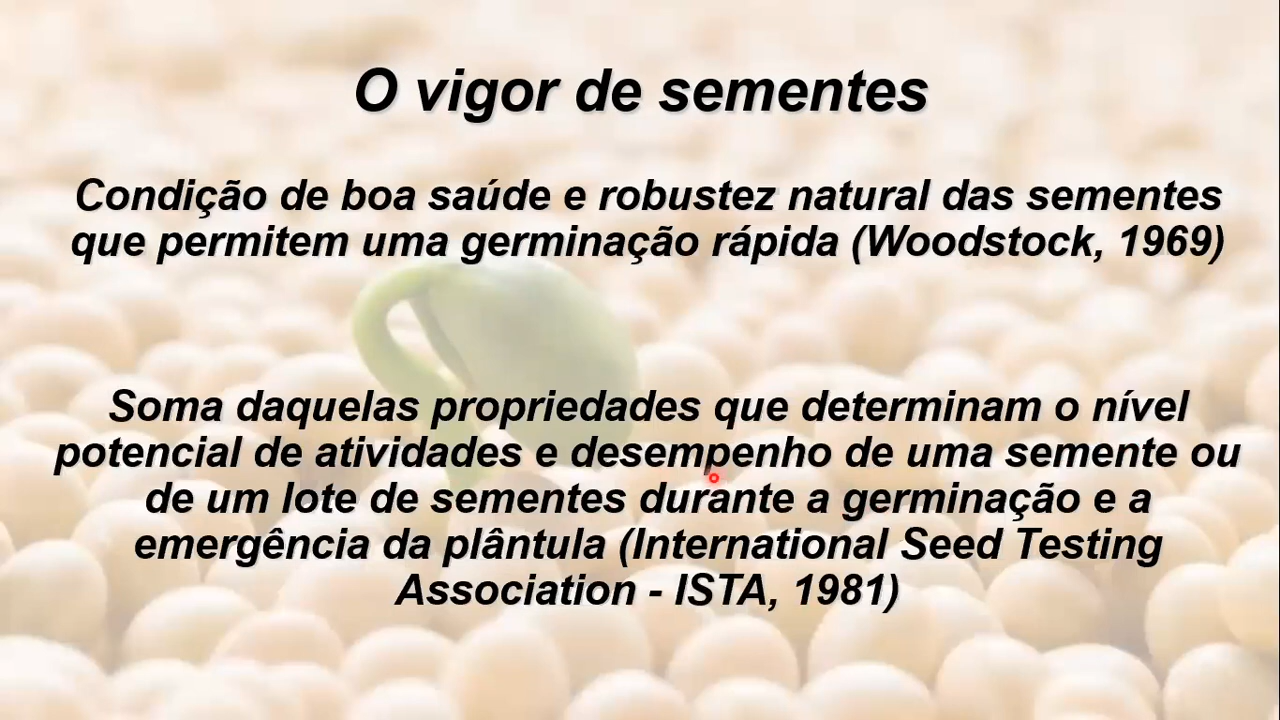 O vigor de sementes
Condição de boa saúde e robustez natural das sementes
que permitem uma germinação rápida (Woodstock, 1969)
Soma daquelas propriedades que determinam o nível
potencial de atividades e desempenho de uma semente ou
de um lote de sementes durante a germinação e a
emergência da plântula (International Seed Testing
Association - ISTA, 1981)